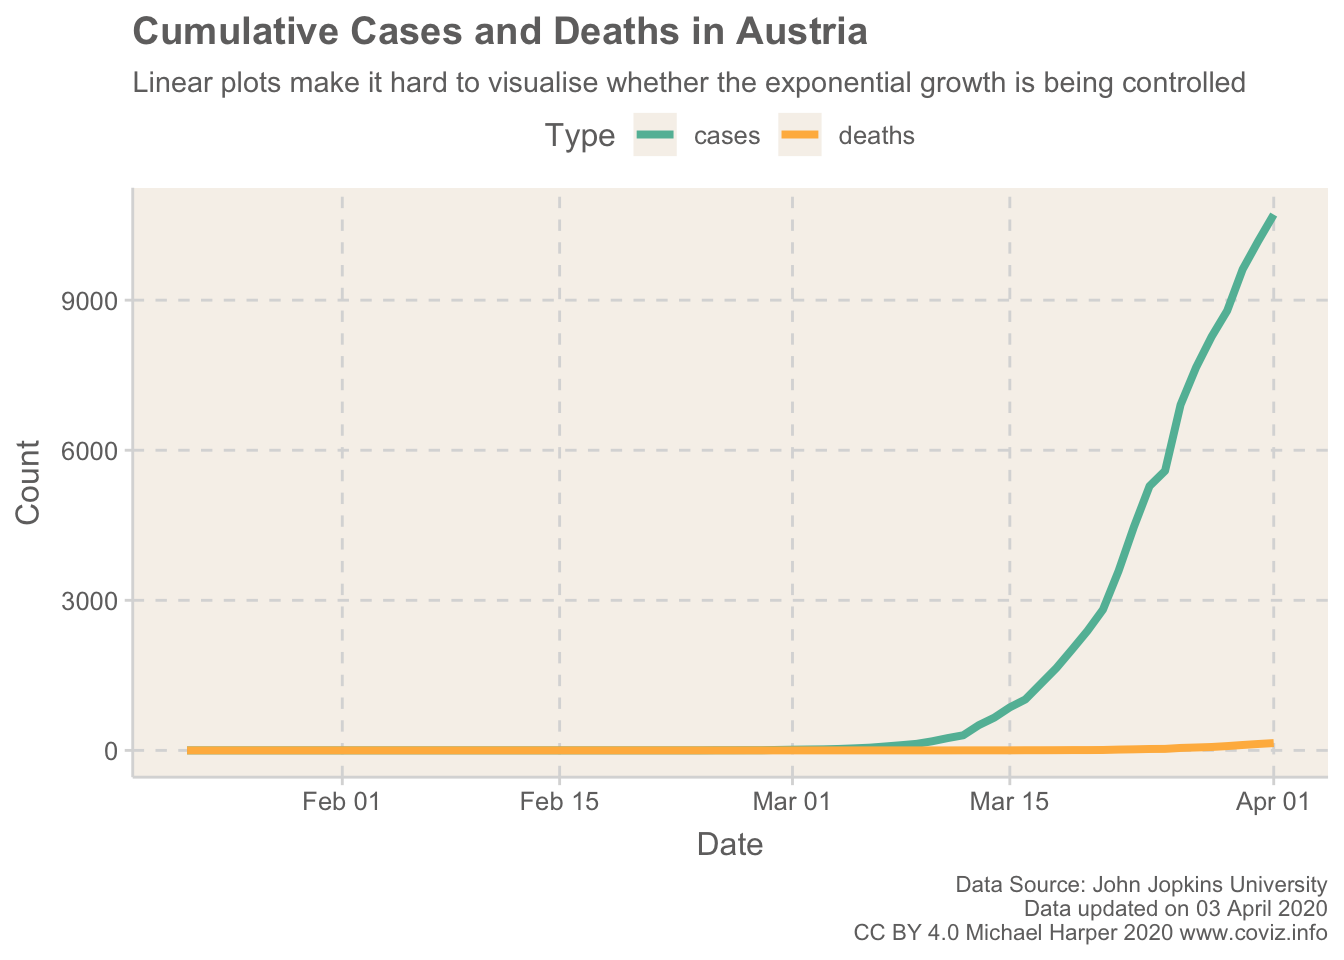 Cumulative Cases and Deaths in Austria
Linear plots make it hard to visualise whether the exponential growth is being controlled
Type cases deaths
9000
6000
3000
0
Count
Feb 01 Feb 15 Mar 01 Mar 15 Apr 01
Date
Data Source: John Jopkins University
Data updated on 03 April 2020
CC BY 4.0 Michael Harper 2020 www.coviz.info